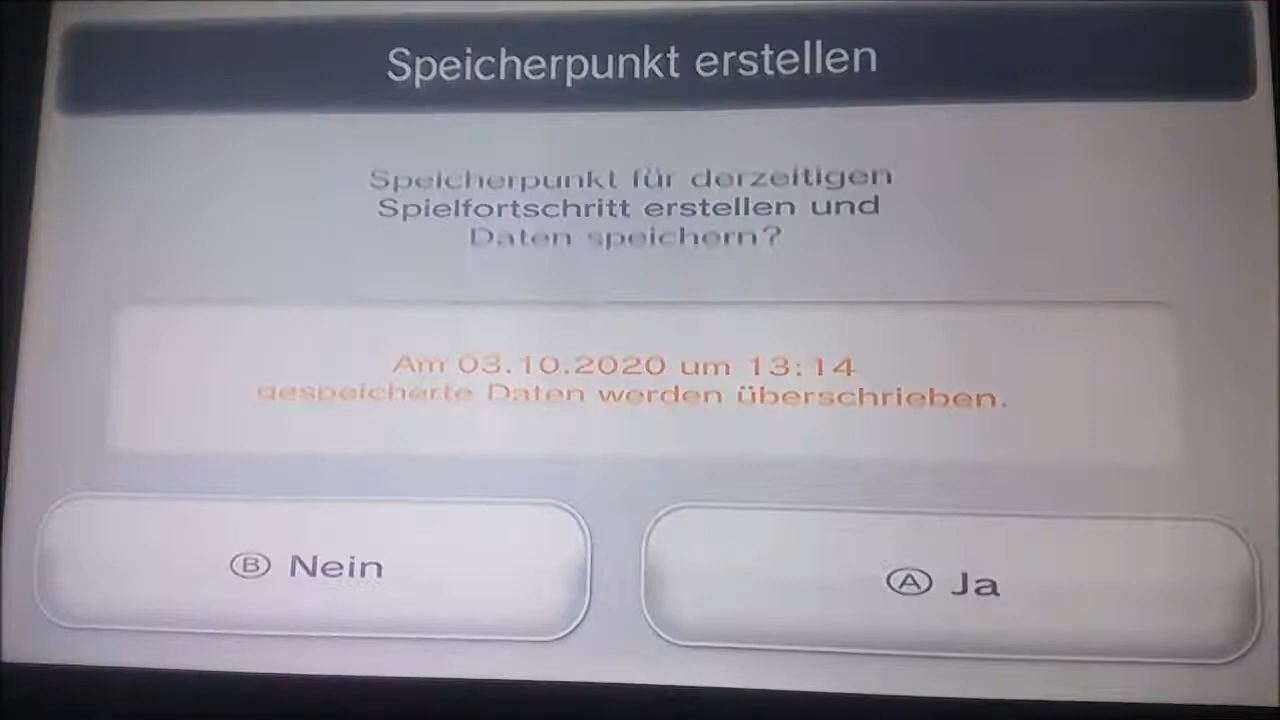 Speicherpunkt erstellen
Speicherpunkt für derzeitigen
Spielfortschritt erstellen und
Daten speichern?
Am 03.10.2020 um 13:14
gespeicherte Daten werden überschrieben.
Ⓑ Nein
Ⓐ Ja